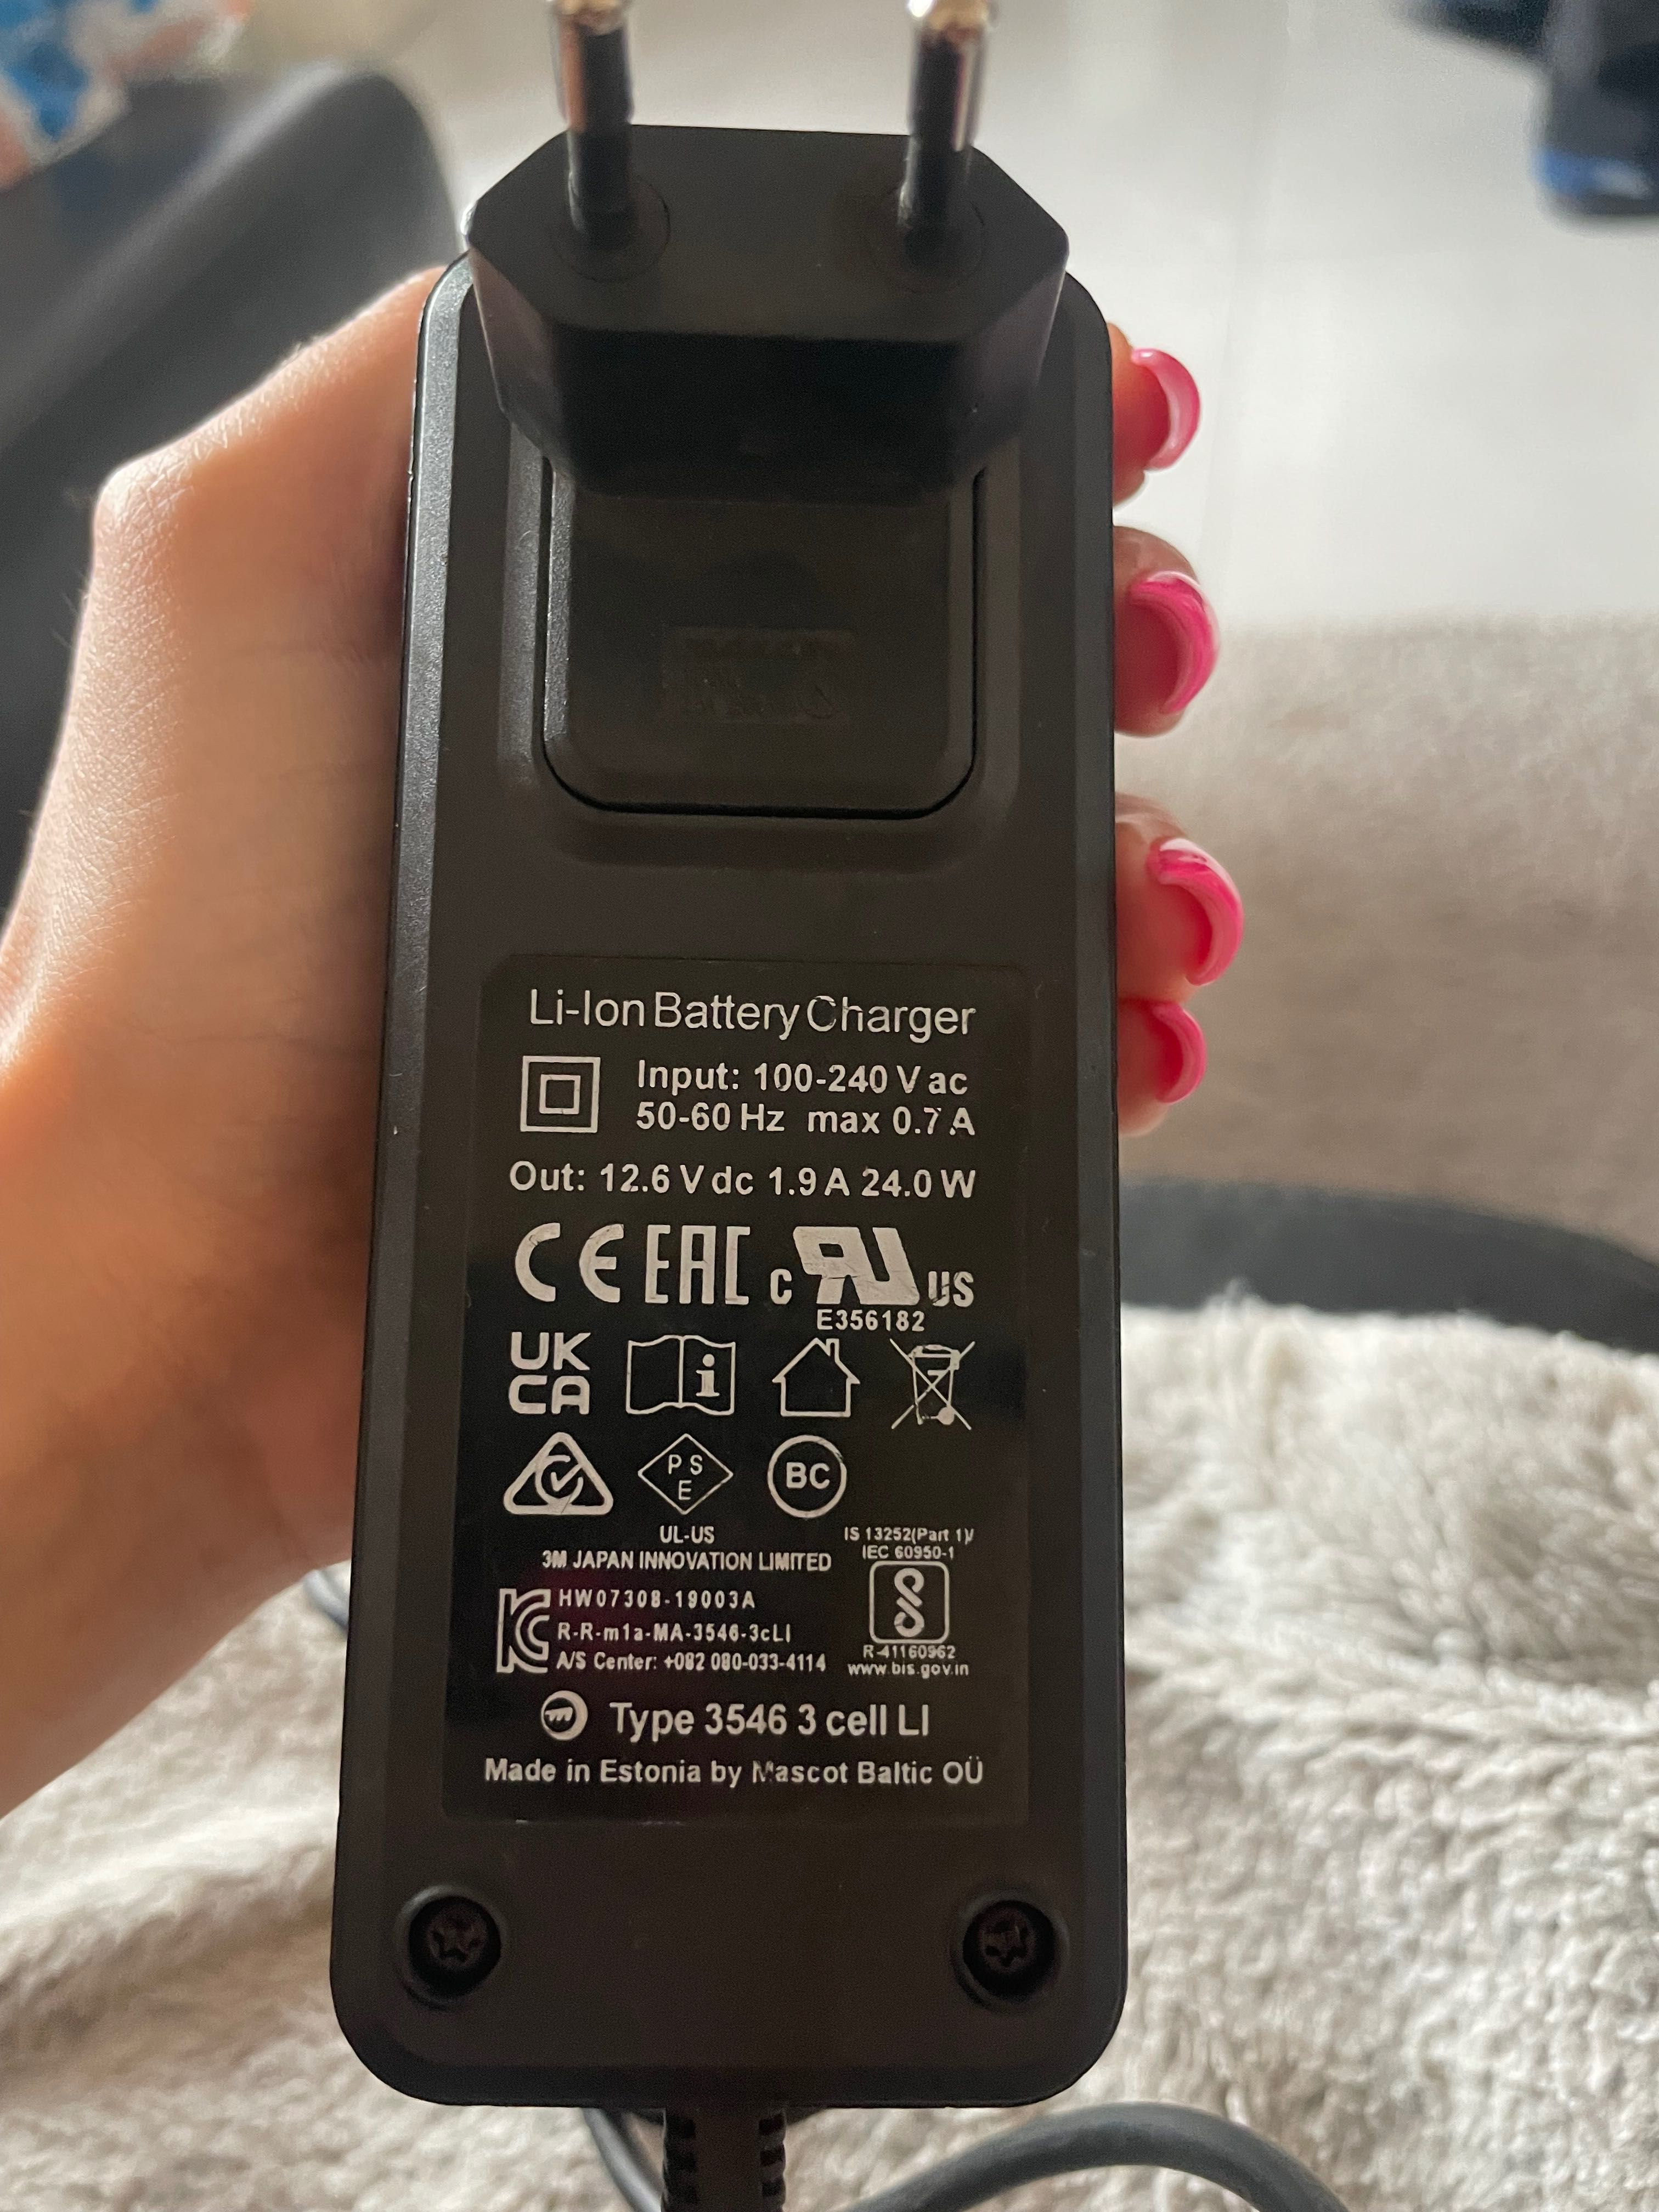 Li-Ion Battery Charger
Input: 100-240 V ac
50-60 Hz max 0.7 A
Out: 12.6 V dc 1.9 A 24.0 W
CE EAC c RU US
E356182
UK
CA
i
PS
E
BC
UL-US
3M JAPAN INNOVATION LIMITED
IS 13252(Part 1)/
IEC 60950-1
KC
HW07308-19003A
R-R-m1a-MA-3546-3cLI
A/S Center: +082 080-033-4114
R-41160962
www.bis.gov.in
m Type 3546 3 cell LI
Made in Estonia by Mascot Baltic OÜ